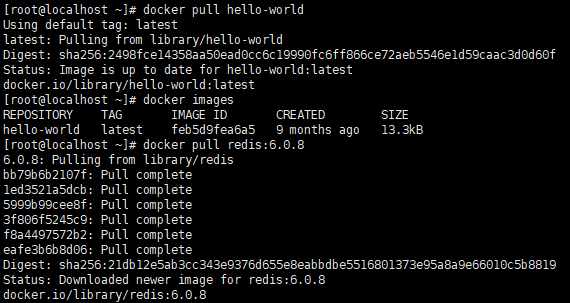 [root@localhost ~]# docker pull hello-world
Using default tag: latest
latest: Pulling from library/hello-world
Digest: sha256:2498fce14358aa50ead0cc6c19990fc6ff866ce72aeb5546e1d59caac3d0d60f
Status: Image is up to date for hello-world:latest
docker.io/library/hello-world:latest
[root@localhost ~]# docker images
REPOSITORY TAG IMAGE ID CREATED SIZE
hello-world latest feb5d9fea6a5 9 months ago 13.3kB
[root@localhost ~]# docker pull redis:6.0.8
6.0.8: Pulling from library/redis
bb79b6b2107f: Pull complete
1ed3521a5dcb: Pull complete
5999b99cee8f: Pull complete
3f806f5245c9: Pull complete
f8a4497572b2: Pull complete
eafe3b6b8d06: Pull complete
Digest: sha256:21db12e5ab3cc343e9376d655e8eabbdbe5516801373e95a8a9e66010c5b8819
Status: Downloaded newer image for redis:6.0.8
docker.io/library/redis:6.0.8